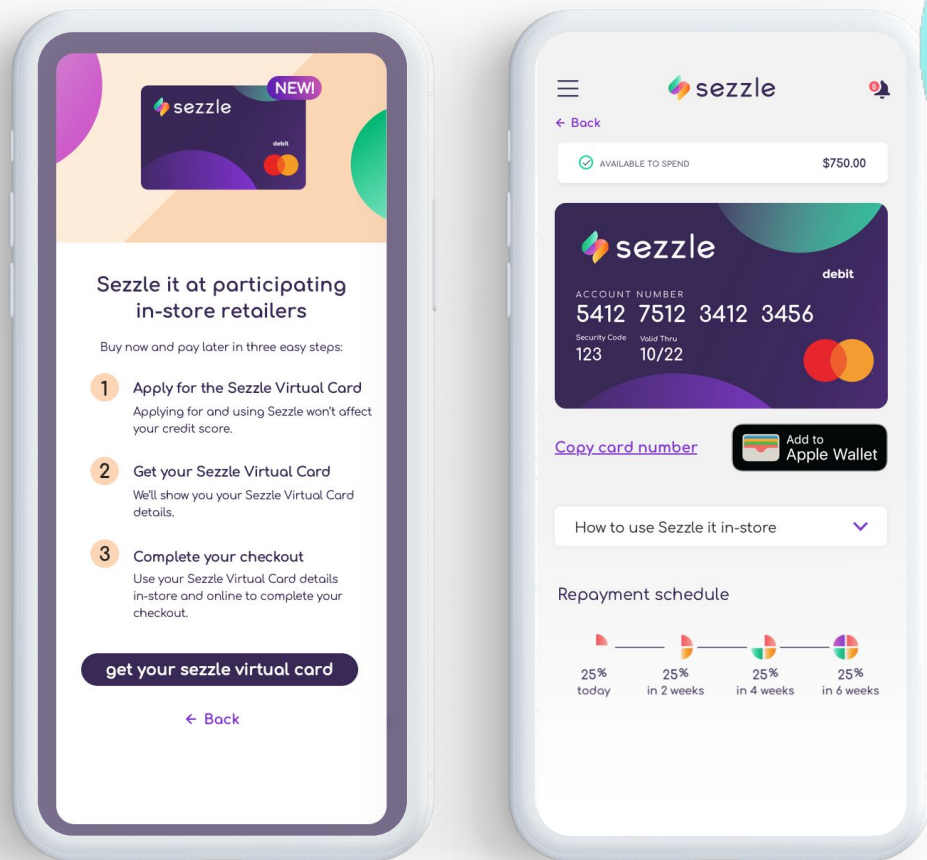 NEW!
sezzle
debit
Sezzle it at participating
in-store retailers
Buy now and pay later in three easy steps:
1
Apply for the Sezzle Virtual Card
Applying for and using Sezzle won't affect
your credit score.
2
Get your Sezzle Virtual Card
We'll show you your Sezzle Virtual Card
details.
3
Complete your checkout
Use your Sezzle Virtual Card details
in-store and online to complete your
checkout.
get your sezzle virtual card
← Back
sezzle
5
← Back
AVAILABLE TO SPEND $750.00
sezzle
debit
ACCOUNT NUMBER
5412 7512 3412 3456
Security Code Valid Thru
123 10/22
Copy card number
Add to
Apple Wallet
How to use Sezzle it in-store
Repayment schedule
25% 25% 25% 25%
today in 2 weeks in 4 weeks in 6 weeks